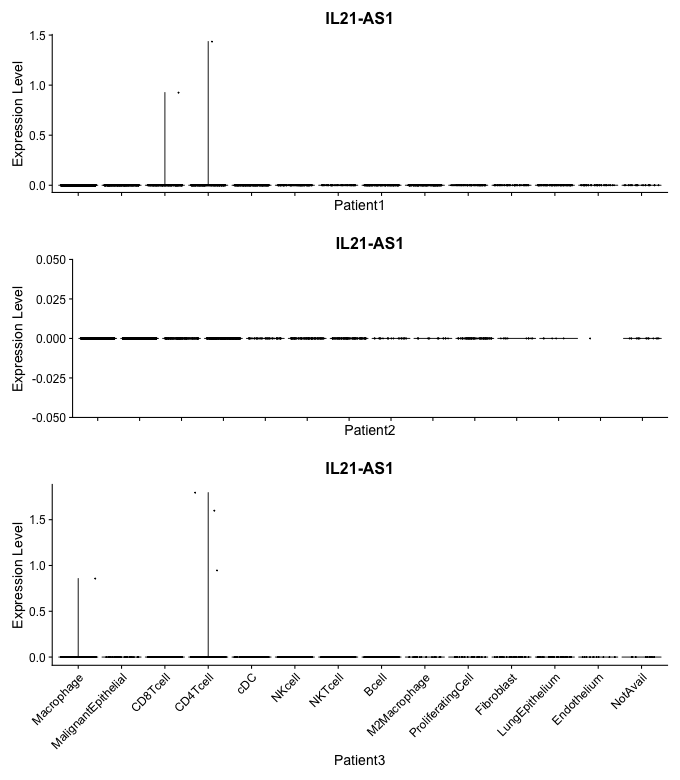 IL21-AS1
Expression Level
1.5
1.0
0.5
0.0
Patient1
IL21-AS1
Expression Level
0.050
0.025
0.000
-0.025
-0.050
Patient2
IL21-AS1
Expression Level
1.5
1.0
0.5
0.0
Macrophage
MalignantEpithelial
CD8Tcell
CD4Tcell
cDC
NKcell
NKTcell
Bcell
M2Macrophage
ProliferatingCell
Fibroblast
LungEpithelium
Endothelium
NotAvail
Patient3